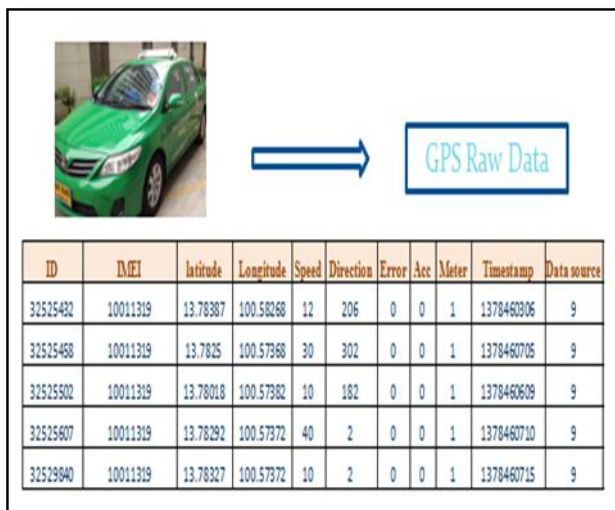 GPS Raw Data
ID IMEI latitude Longitude Speed Direction Error Acc Meter Timestamp Data source
32525432 10011319 13.78387 100.58268 12 206 0 0 1 1378460306 9
32525458 10011319 13.7825 100.57368 30 302 0 0 1 1378460705 9
32525502 10011319 13.78018 100.57382 10 182 0 0 1 1378460609 9
32525607 10011319 13.78292 100.57372 40 2 0 0 1 1378460710 9
32529840 10011319 13.78327 100.57372 10 2 0 0 1 1378460715 9